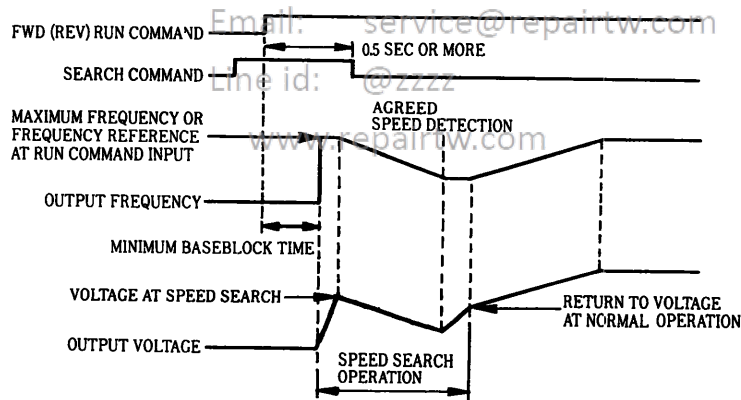 Email: service@repairtw.com
FWD (REV) RUN COMMAND
0.5 SEC OR MORE
SEARCH COMMAND
Line id: @zzzz
MAXIMUM FREQUENCY OR
FREQUENCY REFERENCE
AT RUN COMMAND INPUT
AGREED
SPEED DETECTION
www.repairtw.com
OUTPUT FREQUENCY
MINIMUM BASEBLOCK TIME
VOLTAGE AT SPEED SEARCH
RETURN TO VOLTAGE
AT NORMAL OPERATION
OUTPUT VOLTAGE
SPEED SEARCH
OPERATION